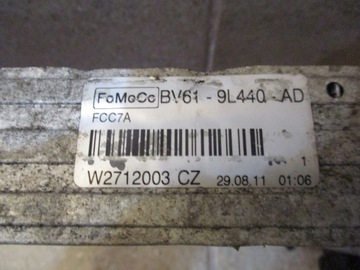 FoMoCo BV61 - 9L440 - AD
FCC7A
1
W2712003 CZ 29.08.11 01:06